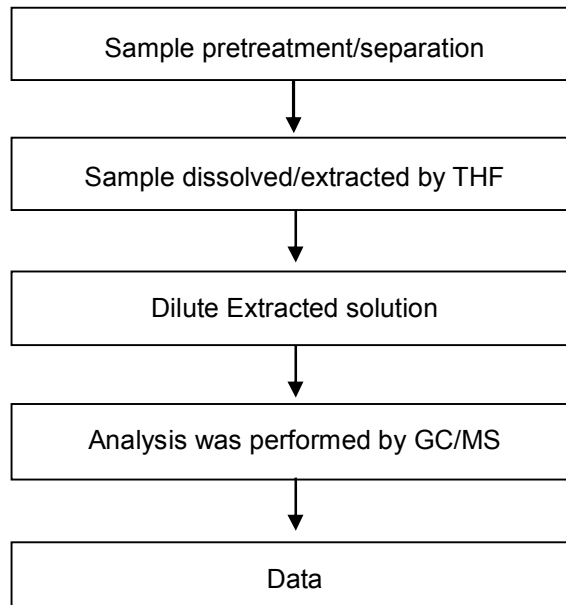 Sample pretreatment/separation
Sample dissolved/extracted by THF
Dilute Extracted solution
Analysis was performed by GC/MS
Data